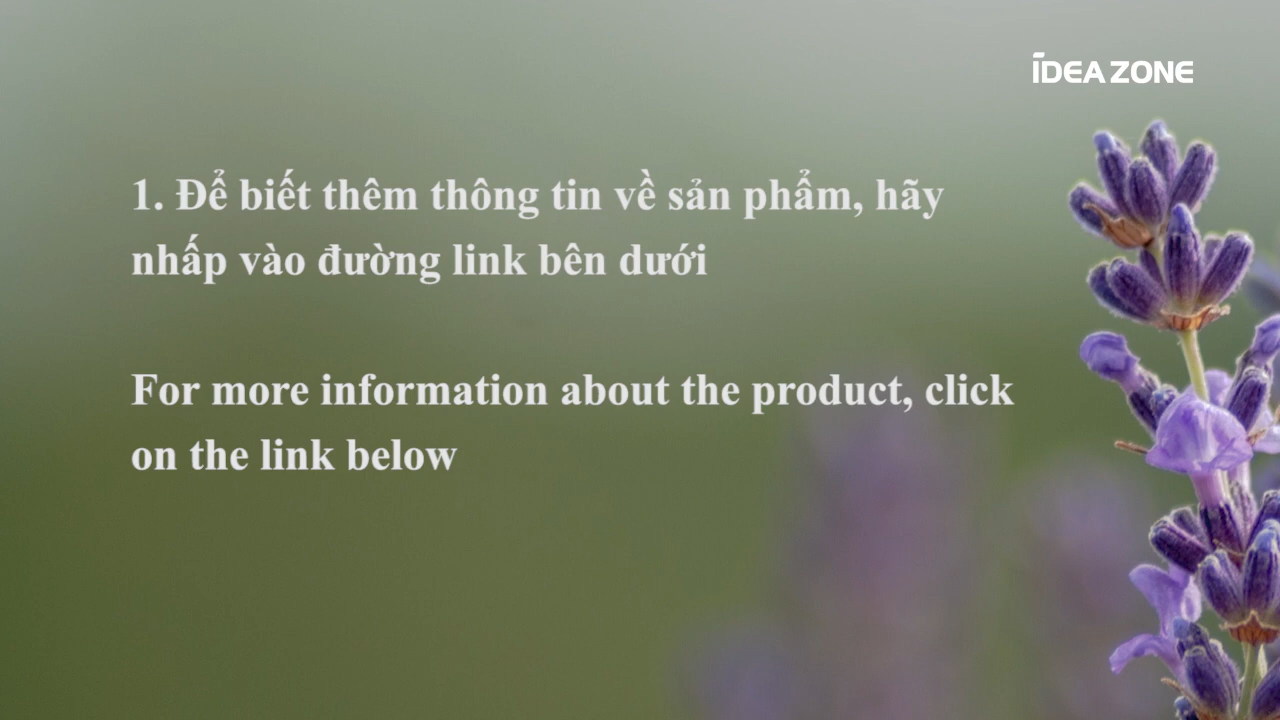 IDEA ZONE
1. Để biết thêm thông tin về sản phẩm, hãy
nhấp vào đường link bên dưới
For more information about the product, click
on the link below